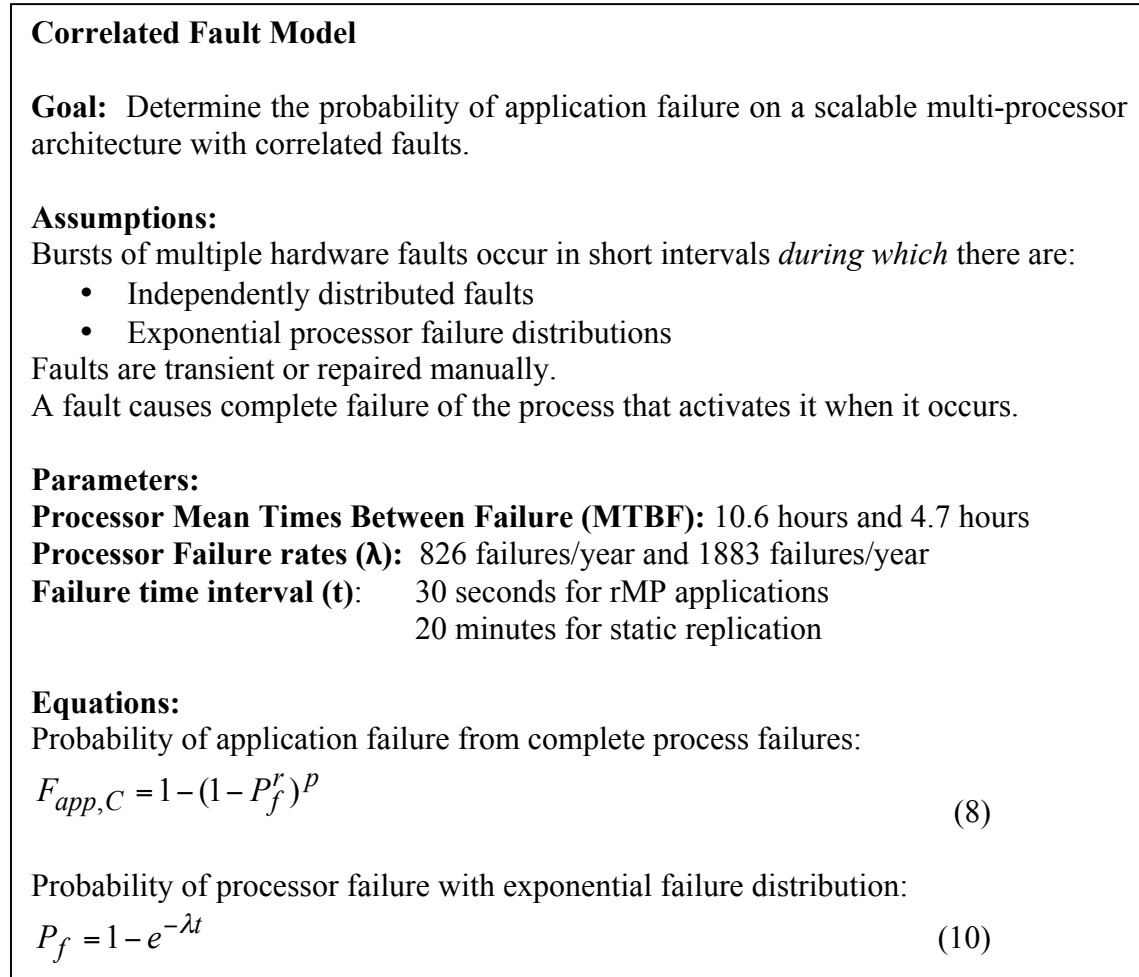 Correlated Fault Model
Goal: Determine the probability of application failure on a scalable multi-processor
architecture with correlated faults.
Assumptions:
Bursts of multiple hardware faults occur in short intervals during which there are:
• Independently distributed faults
• Exponential processor failure distributions
Faults are transient or repaired manually.
A fault causes complete failure of the process that activates it when it occurs.
Parameters:
Processor Mean Times Between Failure (MTBF): 10.6 hours and 4.7 hours
Processor Failure rates (λ): 826 failures/year and 1883 failures/year
Failure time interval (t): 30 seconds for rMP applications
20 minutes for static replication
Equations:
Probability of application failure from complete process failures:
F_{app,C} = 1 − (1 − P_f^r)^p (8)
Probability of processor failure with exponential failure distribution:
P_f = 1 − e^{−λt} (10)